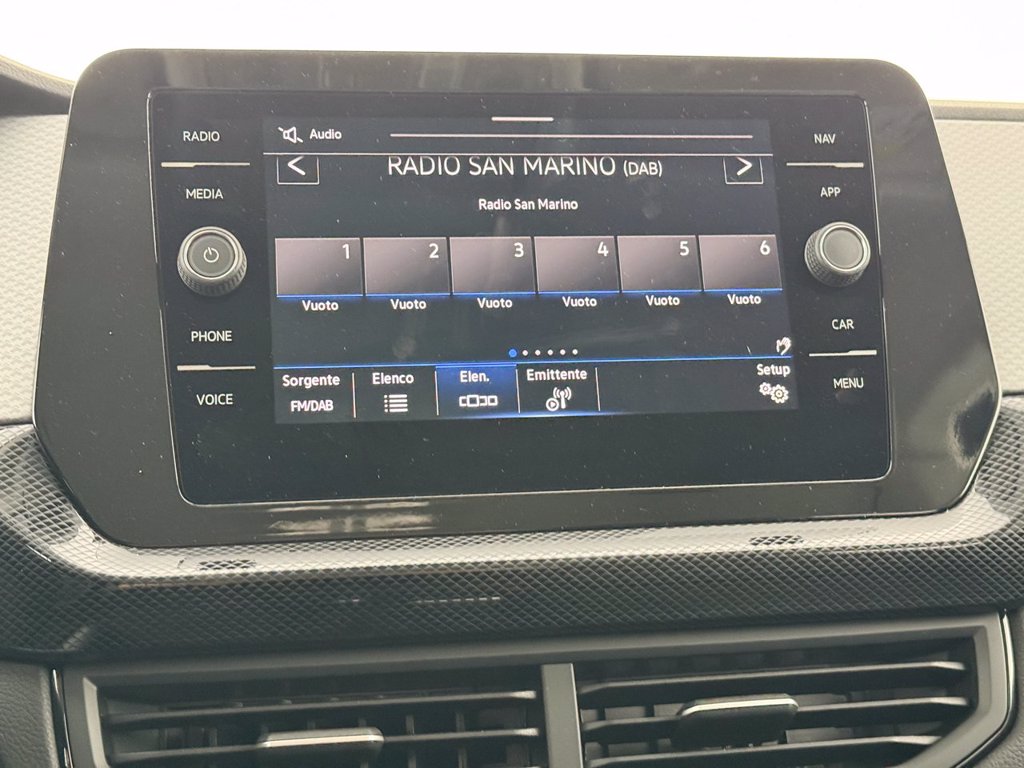 RADIO
MEDIA
PHONE
VOICE
Audio
RADIO SAN MARINO (DAB)
Radio San Marino
1 2 3 4 5 6
Vuoto Vuoto Vuoto Vuoto Vuoto Vuoto
Sorgente Elenco Elen. Emittente Setup
FM/DAB
NAV
APP
CAR
MENU